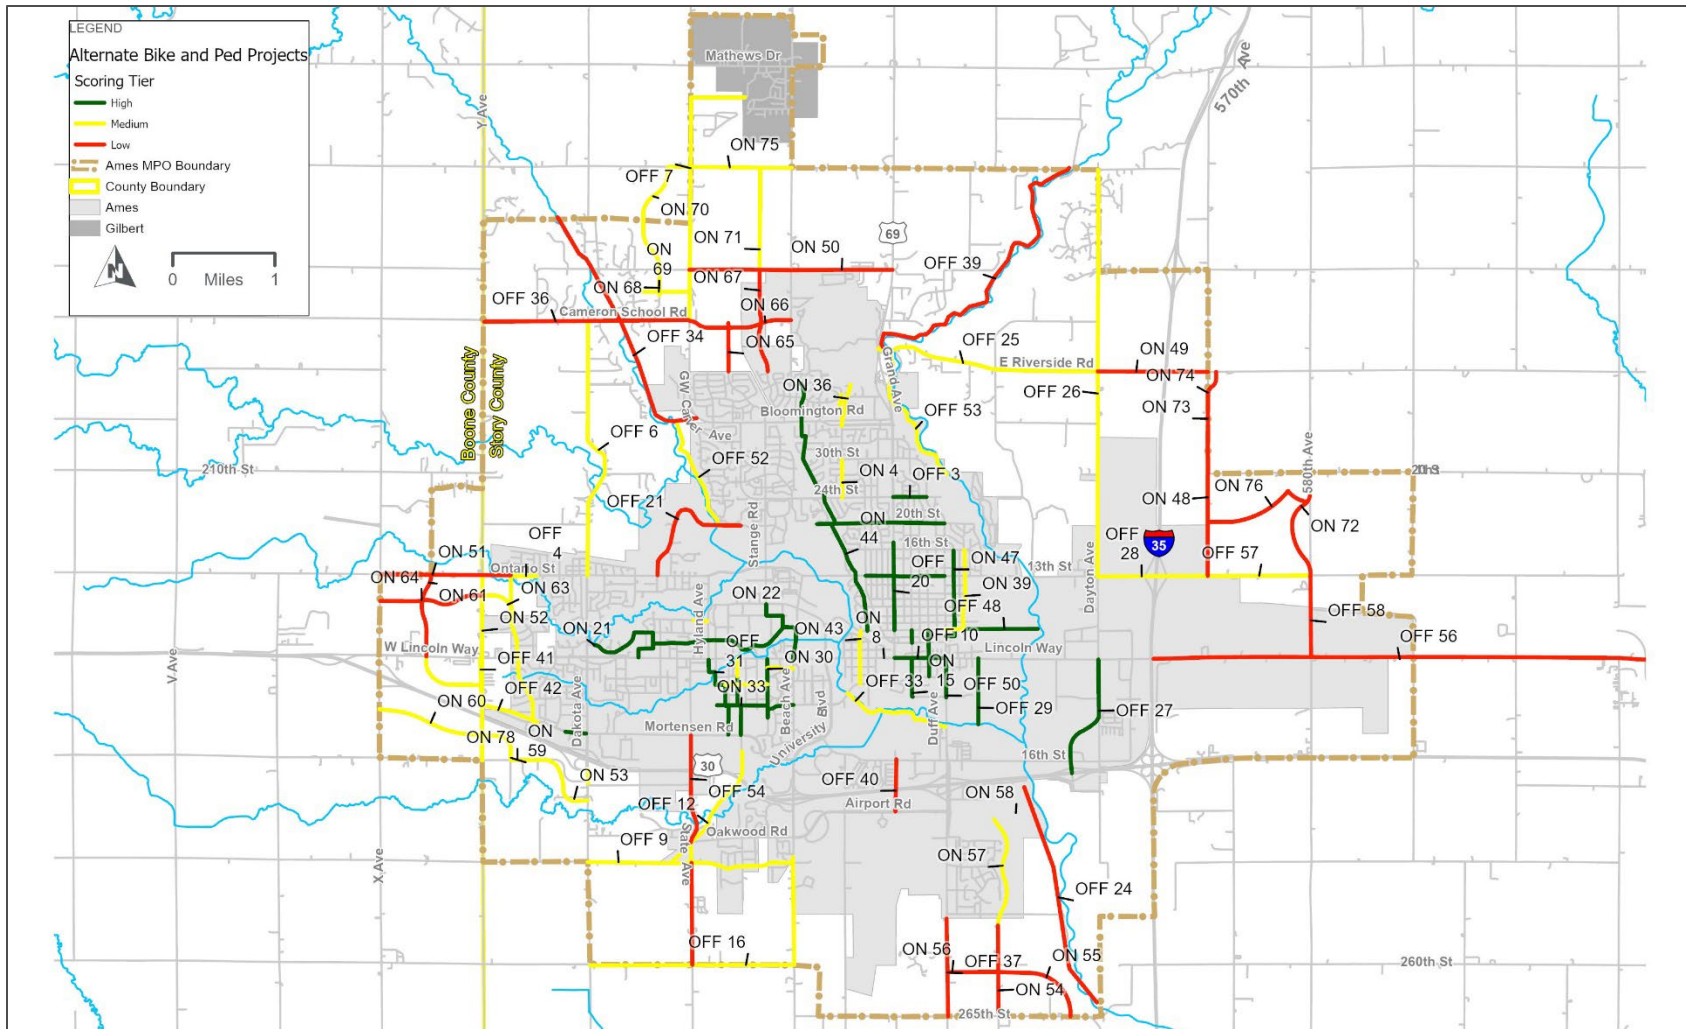 LEGEND
Alternate Bike and Ped Projects
Scoring Tier
High
Medium
Low
Ames MPO Boundary
County Boundary
Ames
Gilbert
N
0 Miles 1
Mathews Dr
Y Ave
570th Ave
ON 75
OFF 7
ON 70
ON 71
ON 50
69
OFF 39
ON
69
ON 68
ON 67
OFF 36
Cameron School Rd
ON 66
OFF 34
ON 65
OFF 25
E Riverside Rd
ON 49
ON 74
GW Carver Ave
ON 36
Grand Ave
OFF 26
ON 73
Bloomington Rd
OFF 53
Boone County
Story County
OFF 6
30th St
580th Ave
210th St
OFF 52
ON 4
OFF 3
24th St
ON 76
OFF 21
ON 48
Stange Rd
20th St
ON
44
ON 72
OFF
4
16th St
OFF
28
35
OFF 57
ON 51
Ontario St
OFF
20
ON 47
13th St
Dayton Ave
ON 64
ON 63
ON 39
ON 61
ON 22
OFF 48
OFF 58
ON 52
ON 21
Hyland Ave
ON 43
ON
8
OFF 10
OFF 56
V Ave
W Lincoln Way
OFF
31
Lincoln Way
OFF 41
ON 30
ON
15
OFF 42
ON 33
Beach Ave
OFF 33
OFF 50
ON 60
Dakota Ave
University Blvd
Duff Ave
OFF 29
OFF 27
ON
Mortensen Rd
ON 78
59
16th St
30
ON 53
OFF 54
OFF 40
ON 58
OFF 12
Airport Rd
Oakwood Rd
OFF 9
State Ave
X Ave
ON 57
OFF 24
OFF 16
ON 56
OFF 37
ON 55
260th St
ON 54
265th St